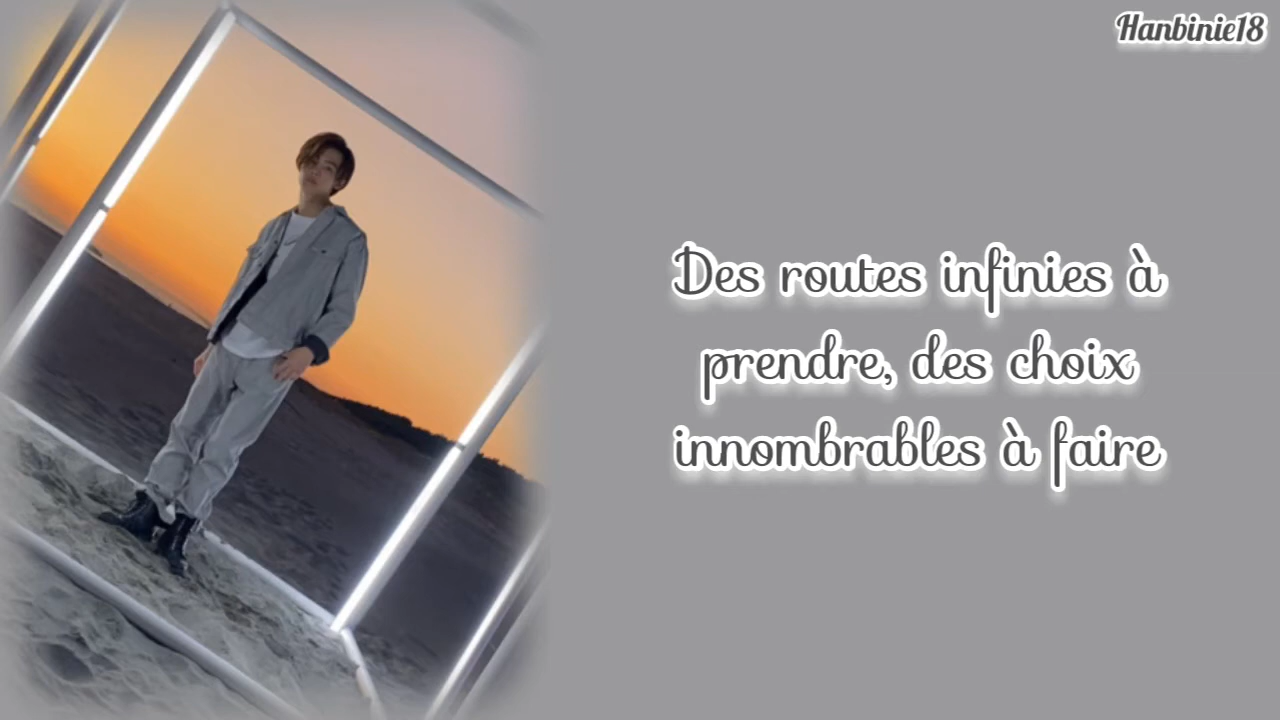 Hanbinie18
Des routes infinies à
prendre, des choix
innombrables à faire